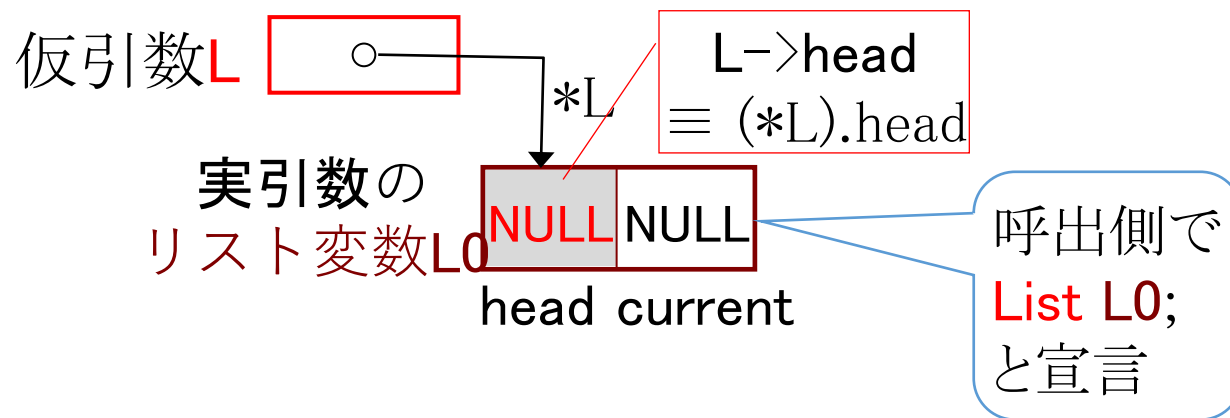 仮引数L
*L
L->head
≡ (*L).head
実引数の
リスト変数L0
NULL NULL
head current
呼出側で
List L0;
と宣言